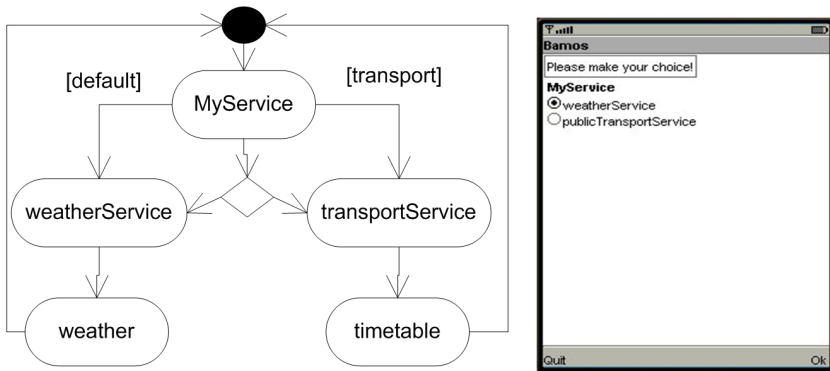 [default]
[transport]
MyService
weatherService
transportService
weather
timetable
Bamos
Please make your choice!
MyService
weatherService
publicTransportService
Quit
Ok